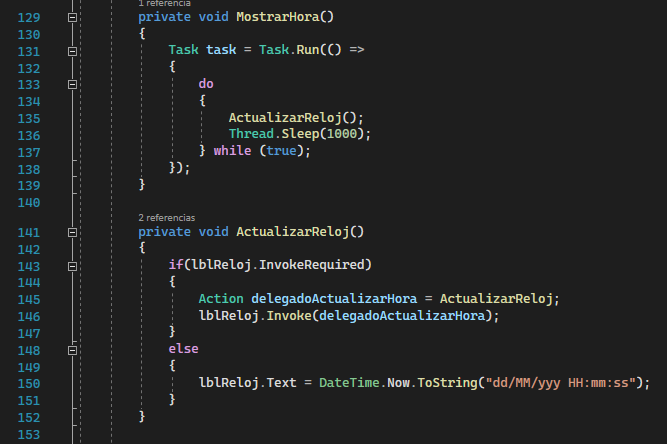 1 referencia
129 private void MostrarHora()
130 {
131 Task task = Task.Run(() =>
132 {
133 do
134 {
135 ActualizarReloj();
136 Thread.Sleep(1000);
137 } while (true);
138 });
139 }
140
2 referencias
141 private void ActualizarReloj()
142 {
143 if(lblReloj.InvokeRequired)
144 {
145 Action delegadoActualizarHora = ActualizarReloj;
146 lblReloj.Invoke(delegadoActualizarHora);
147 }
148 else
149 {
150 lblReloj.Text = DateTime.Now.ToString("dd/MM/yyy HH:mm:ss");
151 }
152 }
153